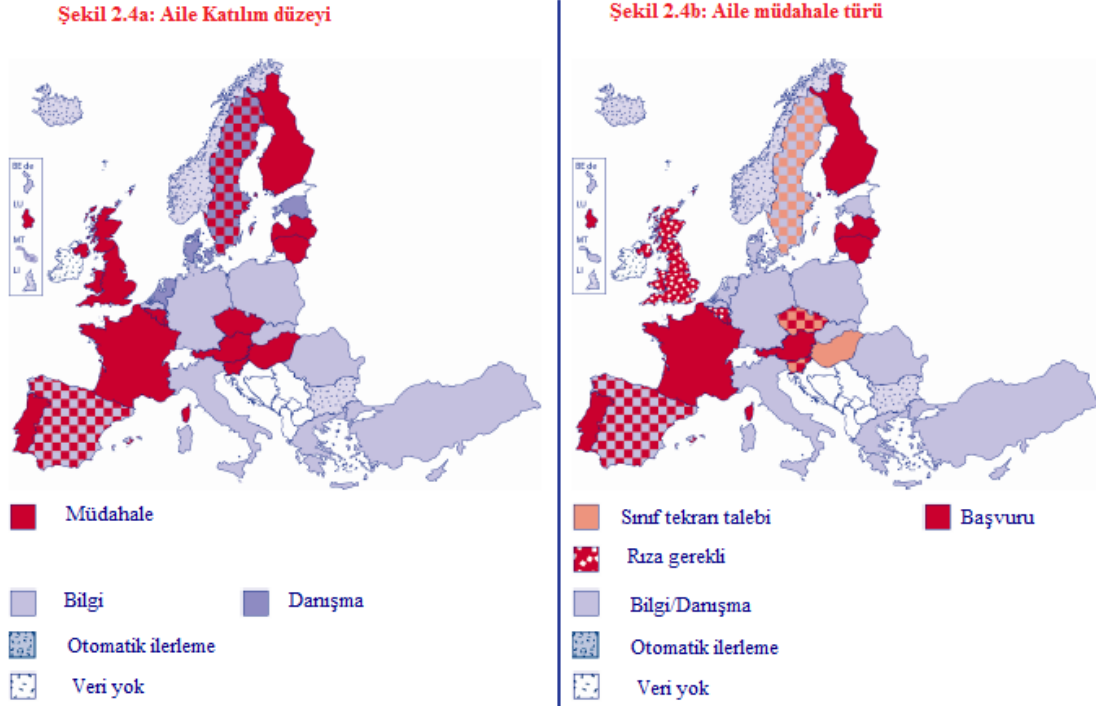 Şekil 2.4a: Aile Katılım düzeyi
BE de
LU
MT
LI
Müdahale
Bilgi
Danışma
Otomatik ilerleme
Veri yok
Şekil 2.4b: Aile müdahale türü
BE de
LU
MT
LI
Sınıf tekrarı talebi
Başvuru
Rıza gerekli
Bilgi/Danışma
Otomatik ilerleme
Veri yok